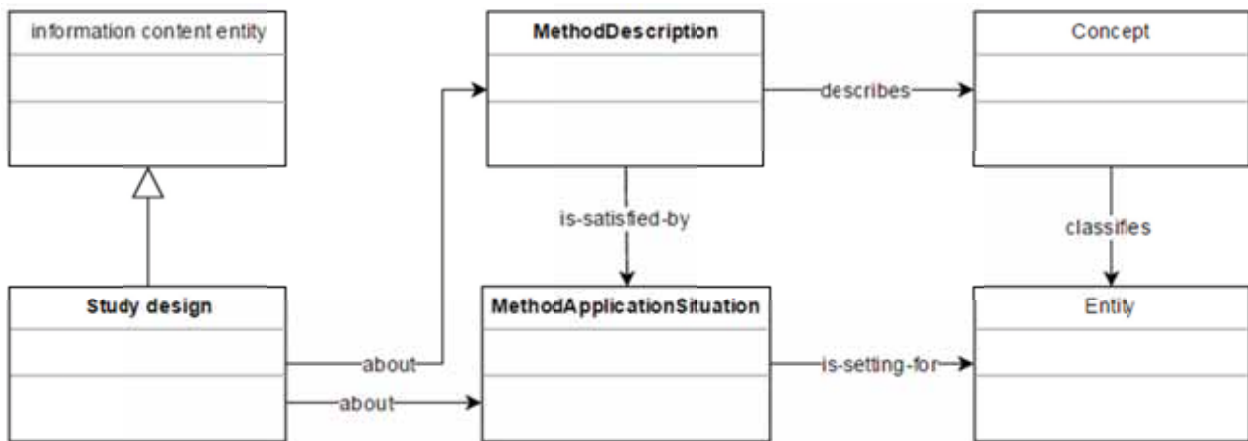 information content entity
MethodDescription
Concept
describes
is-satisfied-by
classifies
Study design
MethodApplicationSituation
Entity
about
is-setting-for
about